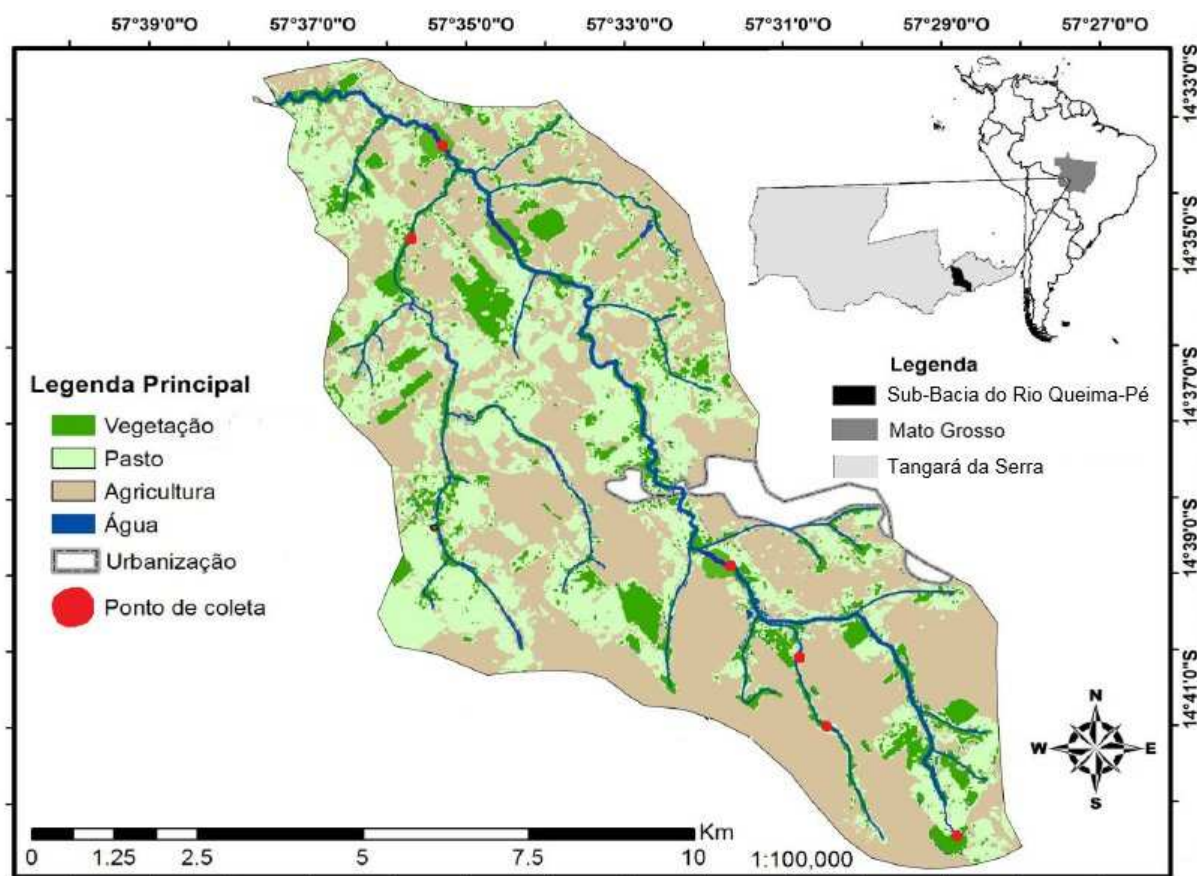 57°39'0"O 57°37'0"O 57°35'0"O 57°33'0"O 57°31'0"O 57°29'0"O 57°27'0"O
14°33'0"S
14°35'0"S
14°37'0"S
14°39'0"S
14°41'0"S
Legenda
Sub-Bacia do Rio Queima-Pé
Mato Grosso
Tangará da Serra
Legenda Principal
Vegetação
Pasto
Agricultura
Água
Urbanização
Ponto de coleta
N
W E
S
Km
0 1.25 2.5 5 7.5 10 1:100,000